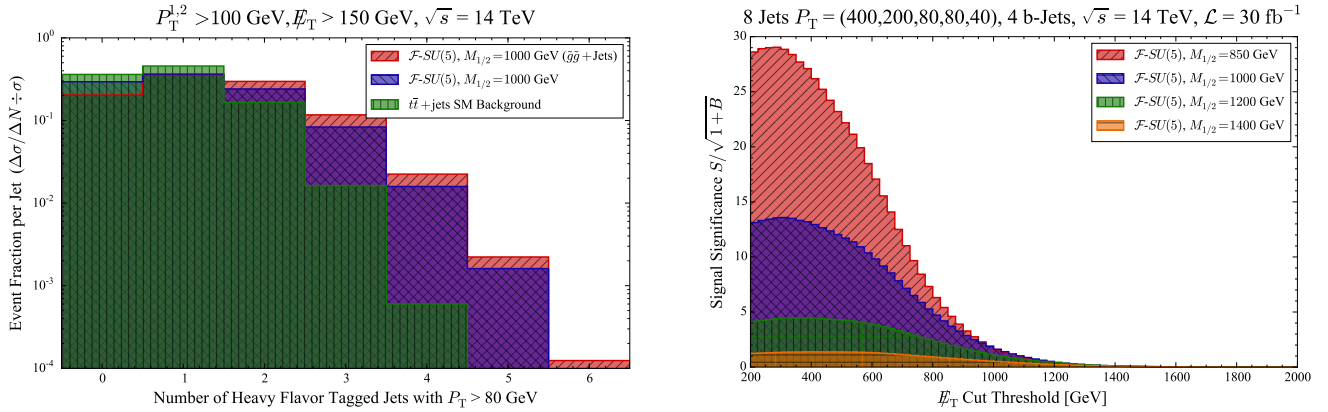 P_T^{1,2} >100 GeV, E̸_T > 150 GeV, √s = 14 TeV
Event Fraction per Jet (Δσ/ΔN ÷ σ)
10^0
10^{-1}
10^{-2}
10^{-3}
10^{-4}
F-SU(5), M_{1/2}=1000 GeV (g̃g̃+Jets)
F-SU(5), M_{1/2}=1000 GeV
tt̄+jets SM Background
0 1 2 3 4 5 6
Number of Heavy Flavor Tagged Jets with P_T > 80 GeV
8 Jets P_T = (400,200,80,80,40), 4 b-Jets, √s = 14 TeV, L = 30 fb^{-1}
Signal Significance S/√1+B
30
25
20
15
10
5
0
F-SU(5), M_{1/2}=850 GeV
F-SU(5), M_{1/2}=1000 GeV
F-SU(5), M_{1/2}=1200 GeV
F-SU(5), M_{1/2}=1400 GeV
200 400 600 800 1000 1200 1400 1600 1800 2000
E̸_T Cut Threshold [GeV]